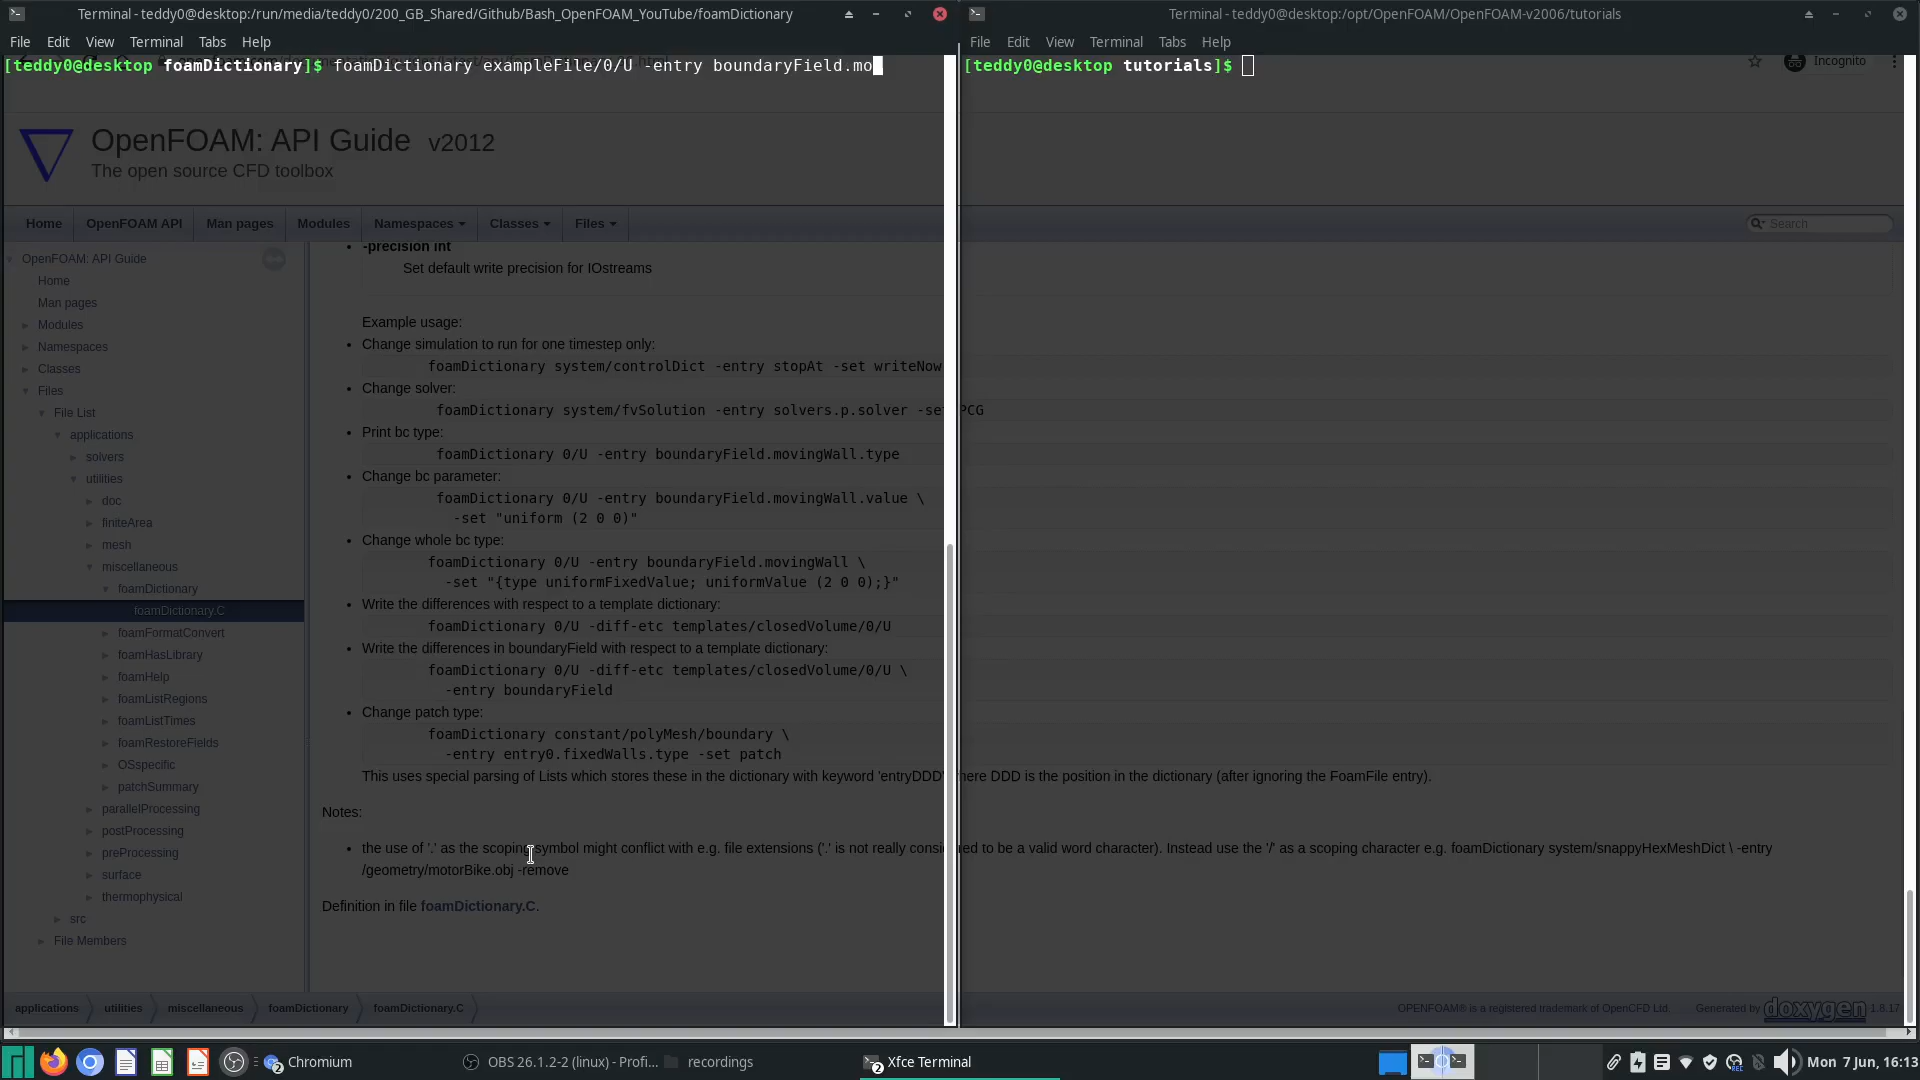 Terminal - teddy0@desktop:/run/media/teddy0/200_GB_Shared/Github/Bash_OpenFOAM_YouTube/foamDictionary
Terminal - teddy0@desktop:/opt/OpenFOAM/OpenFOAM-v2006/tutorials
File Edit View Terminal Tabs Help
File Edit View Terminal Tabs Help
[teddy0@desktop foamDictionary]$ foamDictionary exampleFile/0/U -entry boundaryField.mo
[teddy0@desktop tutorials]$
Incognito
OpenFOAM: API Guide v2012
The open source CFD toolbox
Home OpenFOAM API Man pages Modules Namespaces Classes Files
Search
OpenFOAM: API Guide
Home
Man pages
Modules
Namespaces
Classes
Files
File List
applications
solvers
utilities
doc
finiteArea
mesh
miscellaneous
foamDictionary
foamDictionary.C
foamFormatConvert
foamHasLibrary
foamHelp
foamListRegions
foamListTimes
foamRestoreFields
OSspecific
patchSummary
parallelProcessing
postProcessing
preProcessing
surface
thermophysical
src
File Members
-precision int
Set default write precision for IOstreams
Example usage:
Change simulation to run for one timestep only:
foamDictionary system/controlDict -entry stopAt -set writeNow
Change solver:
foamDictionary system/fvSolution -entry solvers.p.solver -set PCG
Print bc type:
foamDictionary 0/U -entry boundaryField.movingWall.type
Change bc parameter:
foamDictionary 0/U -entry boundaryField.movingWall.value \
-set "uniform (2 0 0)"
Change whole bc type:
foamDictionary 0/U -entry boundaryField.movingWall \
-set "{type uniformFixedValue; uniformValue (2 0 0);}"
Write the differences with respect to a template dictionary:
foamDictionary 0/U -diff-etc templates/closedVolume/0/U
Write the differences in boundaryField with respect to a template dictionary:
foamDictionary 0/U -diff-etc templates/closedVolume/0/U \
-entry boundaryField
Change patch type:
foamDictionary constant/polyMesh/boundary \
-entry entry0.fixedWalls.type -set patch
This uses special parsing of Lists which stores these in the dictionary with keyword 'entryDDD' here DDD is the position in the dictionary (after ignoring the FoamFile entry).
Notes:
the use of '.' as the scoping symbol might conflict with e.g. file extensions ('.' is not really considered to be a valid word character). Instead use the '/' as a scoping character e.g. foamDictionary system/snappyHexMeshDict \ -entry
/geometry/motorBike.obj -remove
Definition in file foamDictionary.C.
applications utilities miscellaneous foamDictionary foamDictionary.C
OPENFOAM® is a registered trademark of OpenCFD Ltd. Generated by doxygen 1.8.17
2 Chromium
OBS 26.1.2-2 (linux) - Profi...
recordings
2 Xfce Terminal
REC
Mon 7 Jun, 16:13